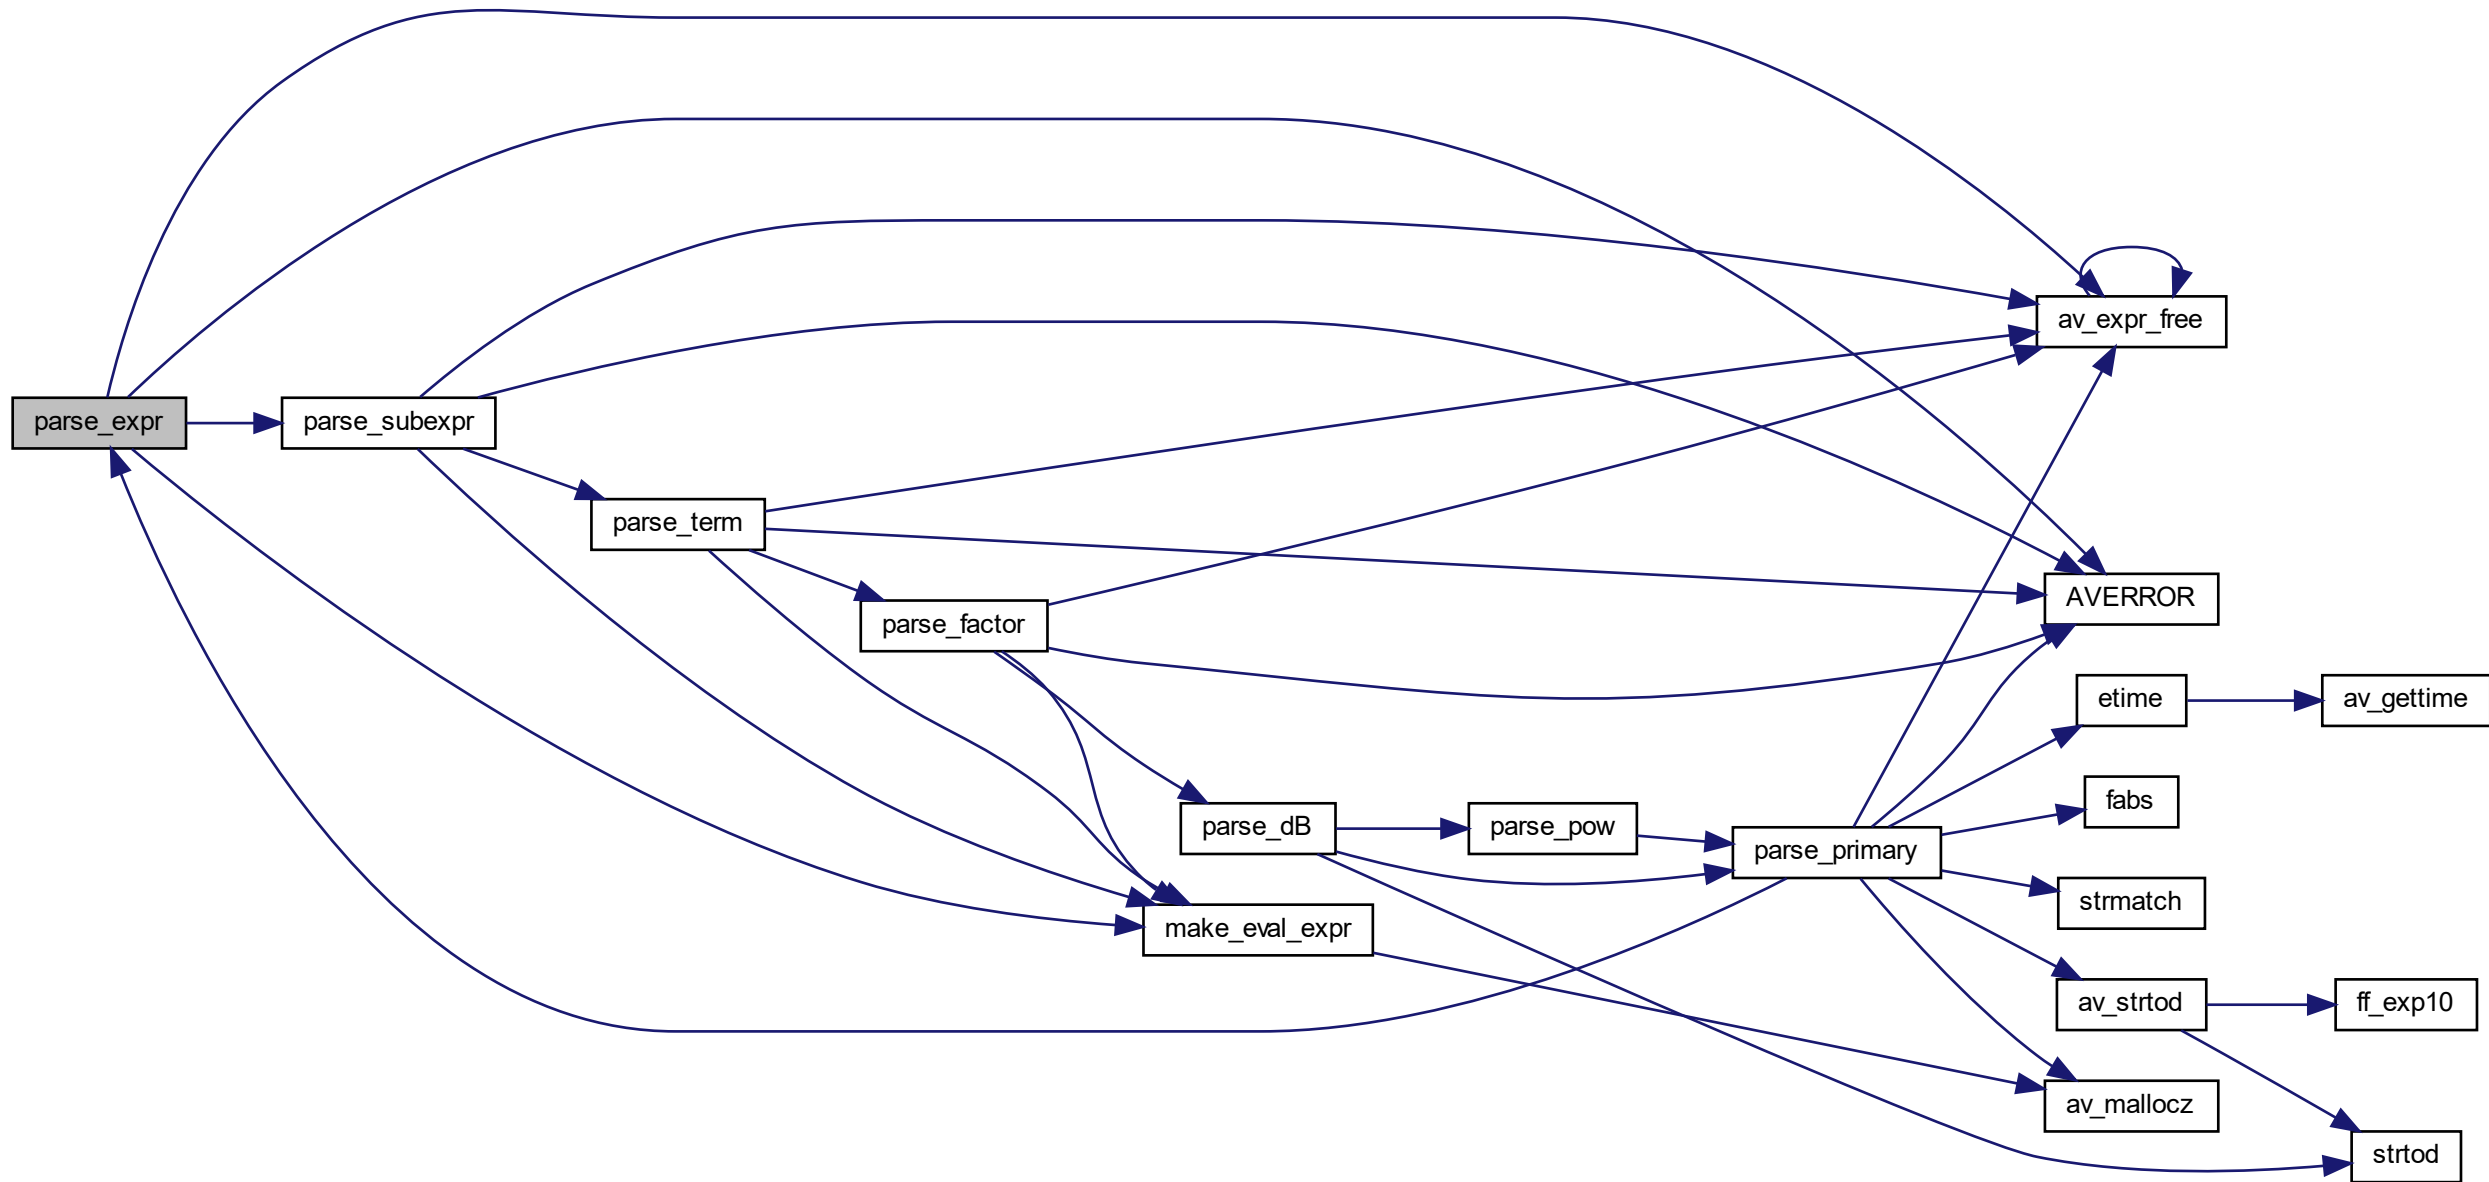 parse_expr
parse_subexpr
parse_term
parse_factor
parse_dB
make_eval_expr
parse_pow
parse_primary
av_expr_free
AVERROR
etime
fabs
strmatch
av_strtod
av_mallocz
av_gettime
ff_exp10
strtod